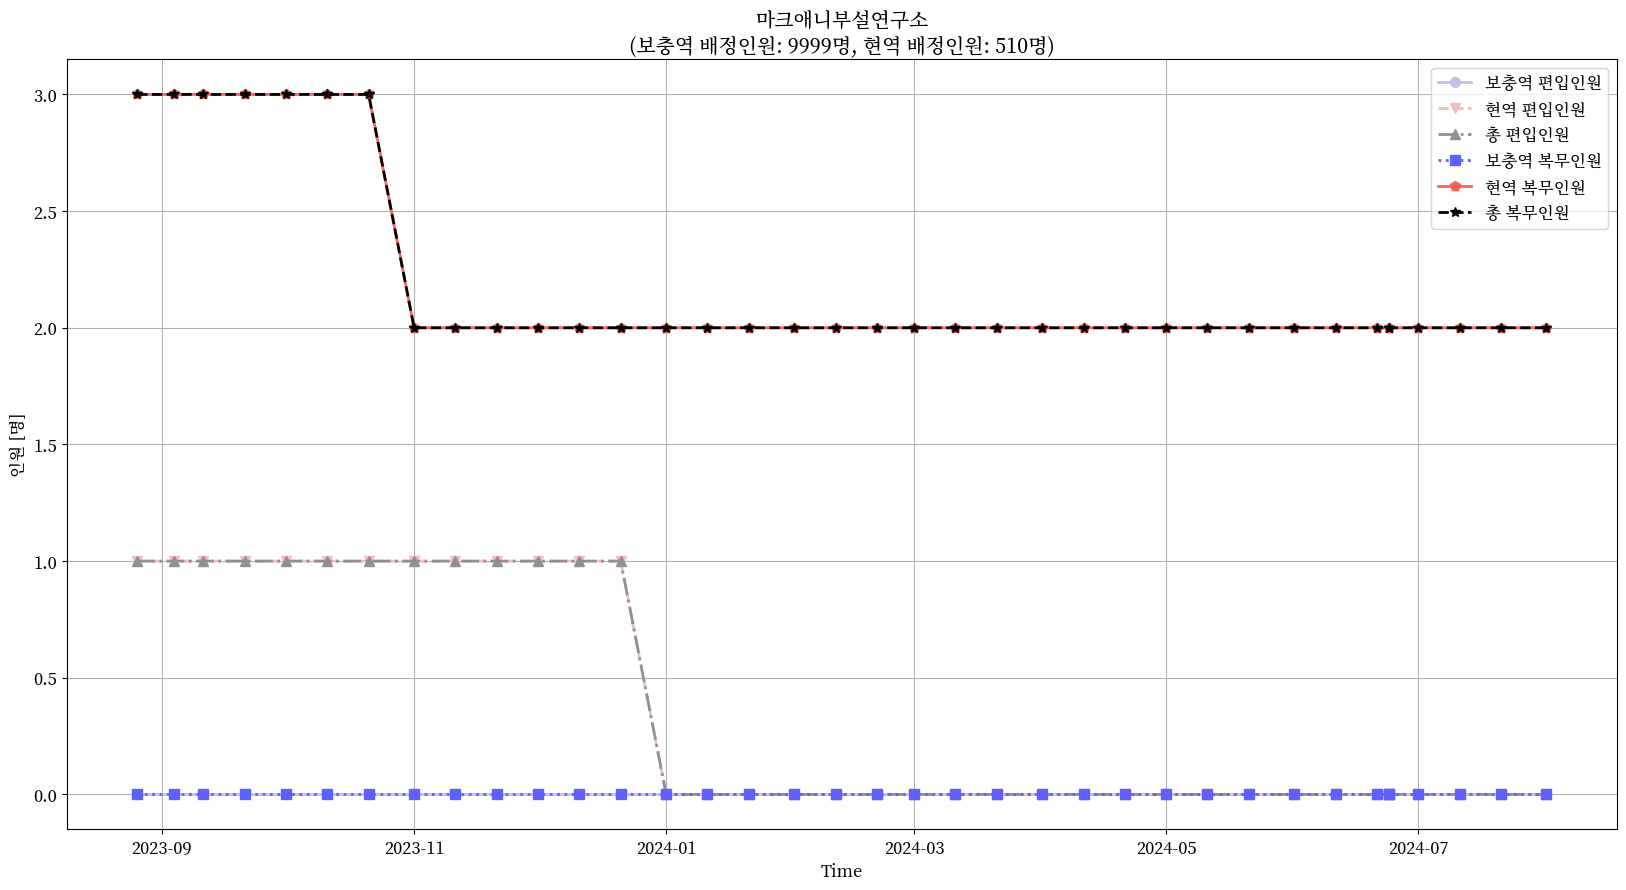 마크애니부설연구소
(보충역 배정인원: 9999명, 현역 배정인원: 510명)
보충역 편입인원
현역 편입인원
총 편입인원
보충역 복무인원
현역 복무인원
총 복무인원
인원 [명]
3.0
2.5
2.0
1.5
1.0
0.5
0.0
2023-09
2023-11
2024-01
2024-03
2024-05
2024-07
Time